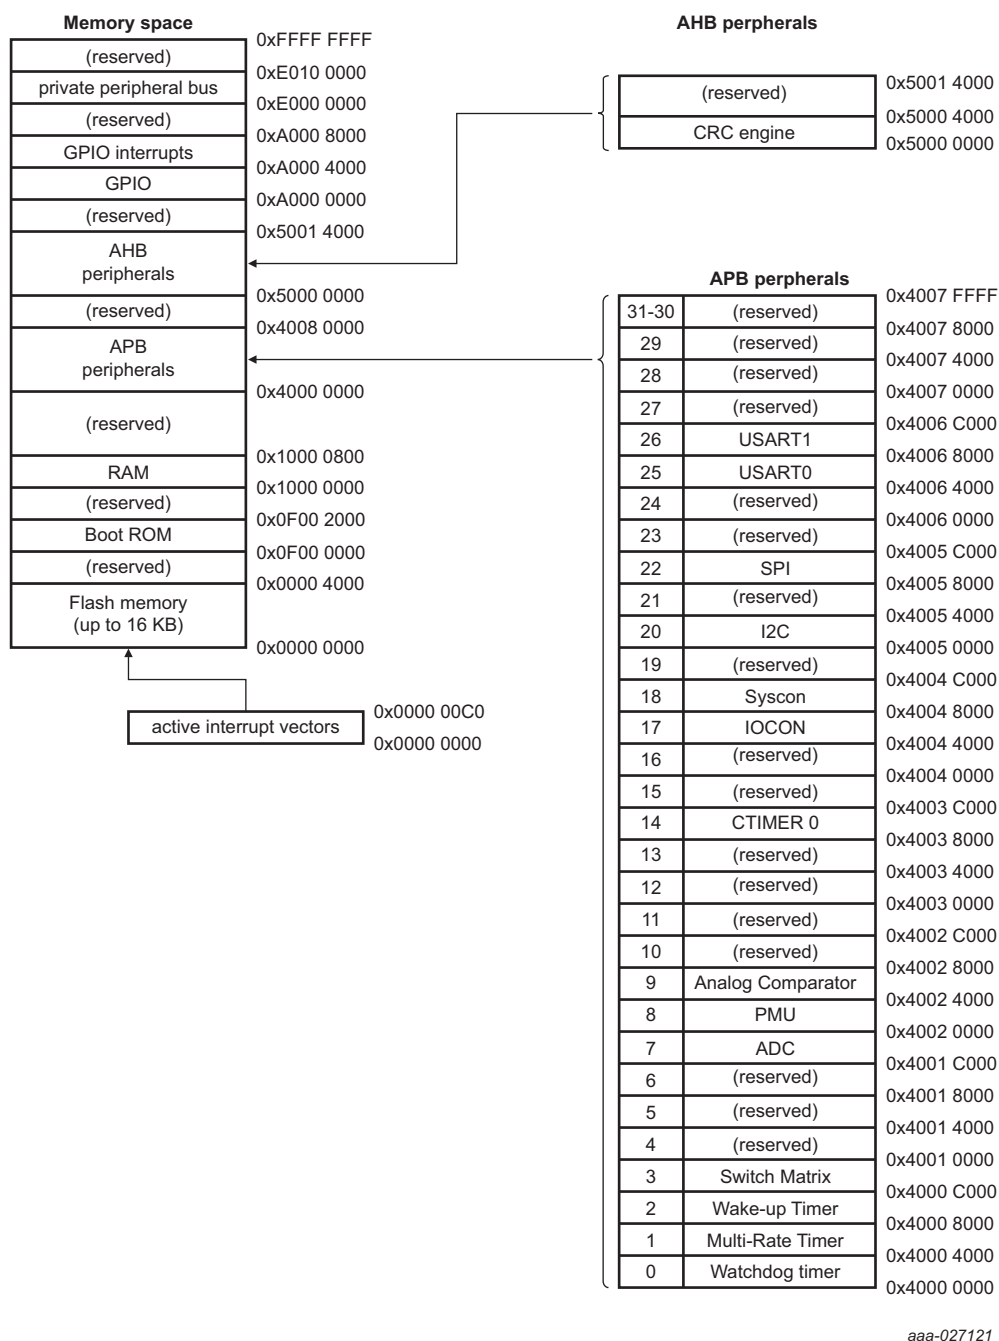 Memory space
0xFFFF FFFF
(reserved)
0xE010 0000
private peripheral bus
0xE000 0000
(reserved)
0xA000 8000
GPIO interrupts
0xA000 4000
GPIO
0xA000 0000
(reserved)
0x5001 4000
AHB
peripherals
0x5000 0000
(reserved)
0x4008 0000
APB
peripherals
0x4000 0000
(reserved)
0x1000 0800
RAM
0x1000 0000
(reserved)
0x0F00 2000
Boot ROM
0x0F00 0000
(reserved)
0x0000 4000
Flash memory
(up to 16 KB)
0x0000 0000
0x0000 00C0
active interrupt vectors
0x0000 0000
AHB perpherals
0x5001 4000
(reserved)
0x5000 4000
CRC engine
0x5000 0000
APB perpherals
0x4007 FFFF
31-30 (reserved)
0x4007 8000
29 (reserved)
0x4007 4000
28 (reserved)
0x4007 0000
27 (reserved)
0x4006 C000
26 USART1
0x4006 8000
25 USART0
0x4006 4000
24 (reserved)
0x4006 0000
23 (reserved)
0x4005 C000
22 SPI
0x4005 8000
21 (reserved)
0x4005 4000
20 I2C
0x4005 0000
19 (reserved)
0x4004 C000
18 Syscon
0x4004 8000
17 IOCON
0x4004 4000
16 (reserved)
0x4004 0000
15 (reserved)
0x4003 C000
14 CTIMER 0
0x4003 8000
13 (reserved)
0x4003 4000
12 (reserved)
0x4003 0000
11 (reserved)
0x4002 C000
10 (reserved)
0x4002 8000
9 Analog Comparator
0x4002 4000
8 PMU
0x4002 0000
7 ADC
0x4001 C000
6 (reserved)
0x4001 8000
5 (reserved)
0x4001 4000
4 (reserved)
0x4001 0000
3 Switch Matrix
0x4000 C000
2 Wake-up Timer
0x4000 8000
1 Multi-Rate Timer
0x4000 4000
0 Watchdog timer
0x4000 0000
aaa-027121